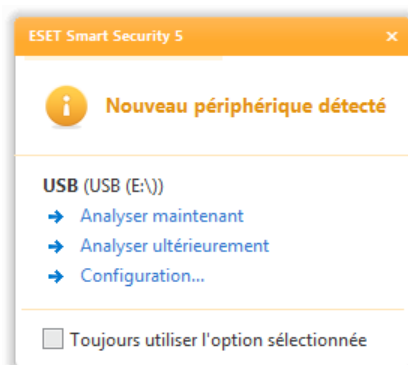 ESET Smart Security 5
Nouveau périphérique détecté
USB (USB (E:\))
Analyser maintenant
Analyser ultérieurement
Configuration...
Toujours utiliser l'option sélectionnée